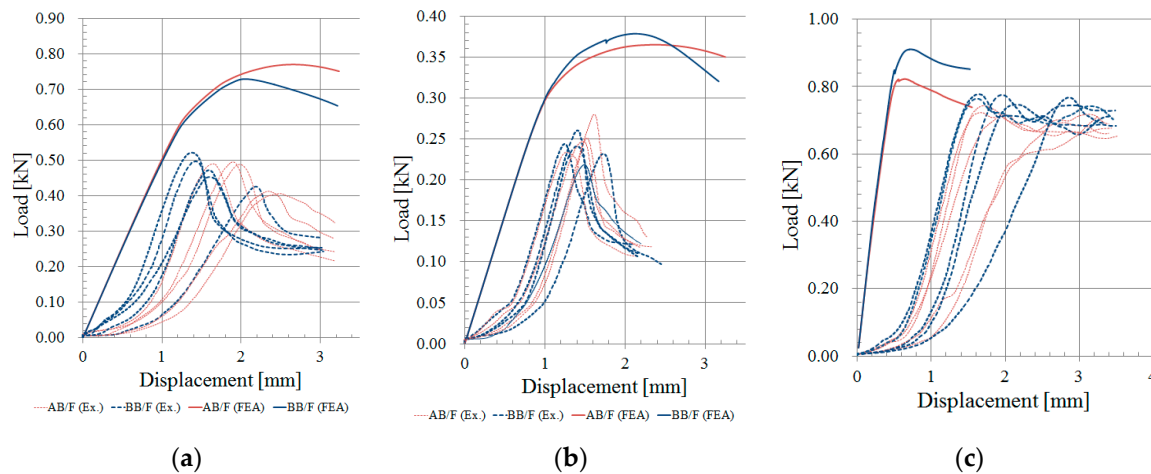 0.90
0.80
0.70
0.60
0.50
0.40
0.30
0.20
0.10
0.00
0 1 2 3
Load [kN]
Displacement [mm]
AB/F (Ex.) BB/F (Ex.) AB/F (FEA) BB/F (FEA)
(a)
0.40
0.35
0.30
0.25
0.20
0.15
0.10
0.05
0.00
0 1 2 3
Load [kN]
Displacement [mm]
AB/F (Ex.) BB/F (Ex.) AB/F (FEA) BB/F (FEA)
(b)
1.00
0.80
0.60
0.40
0.20
0.00
0 1 2 3 4
Load [kN]
Displacement [mm]
(c)